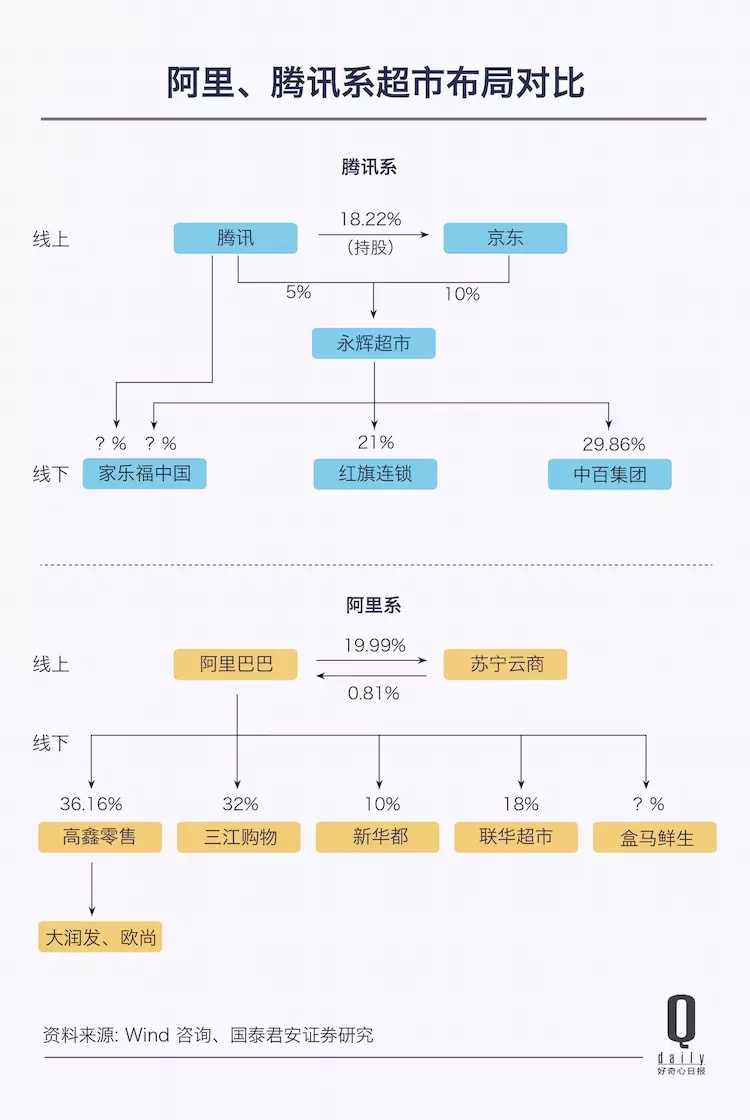 阿里、腾讯系超市布局对比
腾讯系
线上
腾讯
18.22%
（持股）
京东
5%
10%
永辉超市
？% ？%
21%
29.86%
线下
家乐福中国
红旗连锁
中百集团
阿里系
线上
阿里巴巴
19.99%
0.81%
苏宁云商
线下
36.16%
32%
10%
18%
？%
高鑫零售
三江购物
新华都
联华超市
盒马鲜生
大润发、欧尚
资料来源: Wind 咨询、国泰君安证券研究
Q
daily
好奇心日报